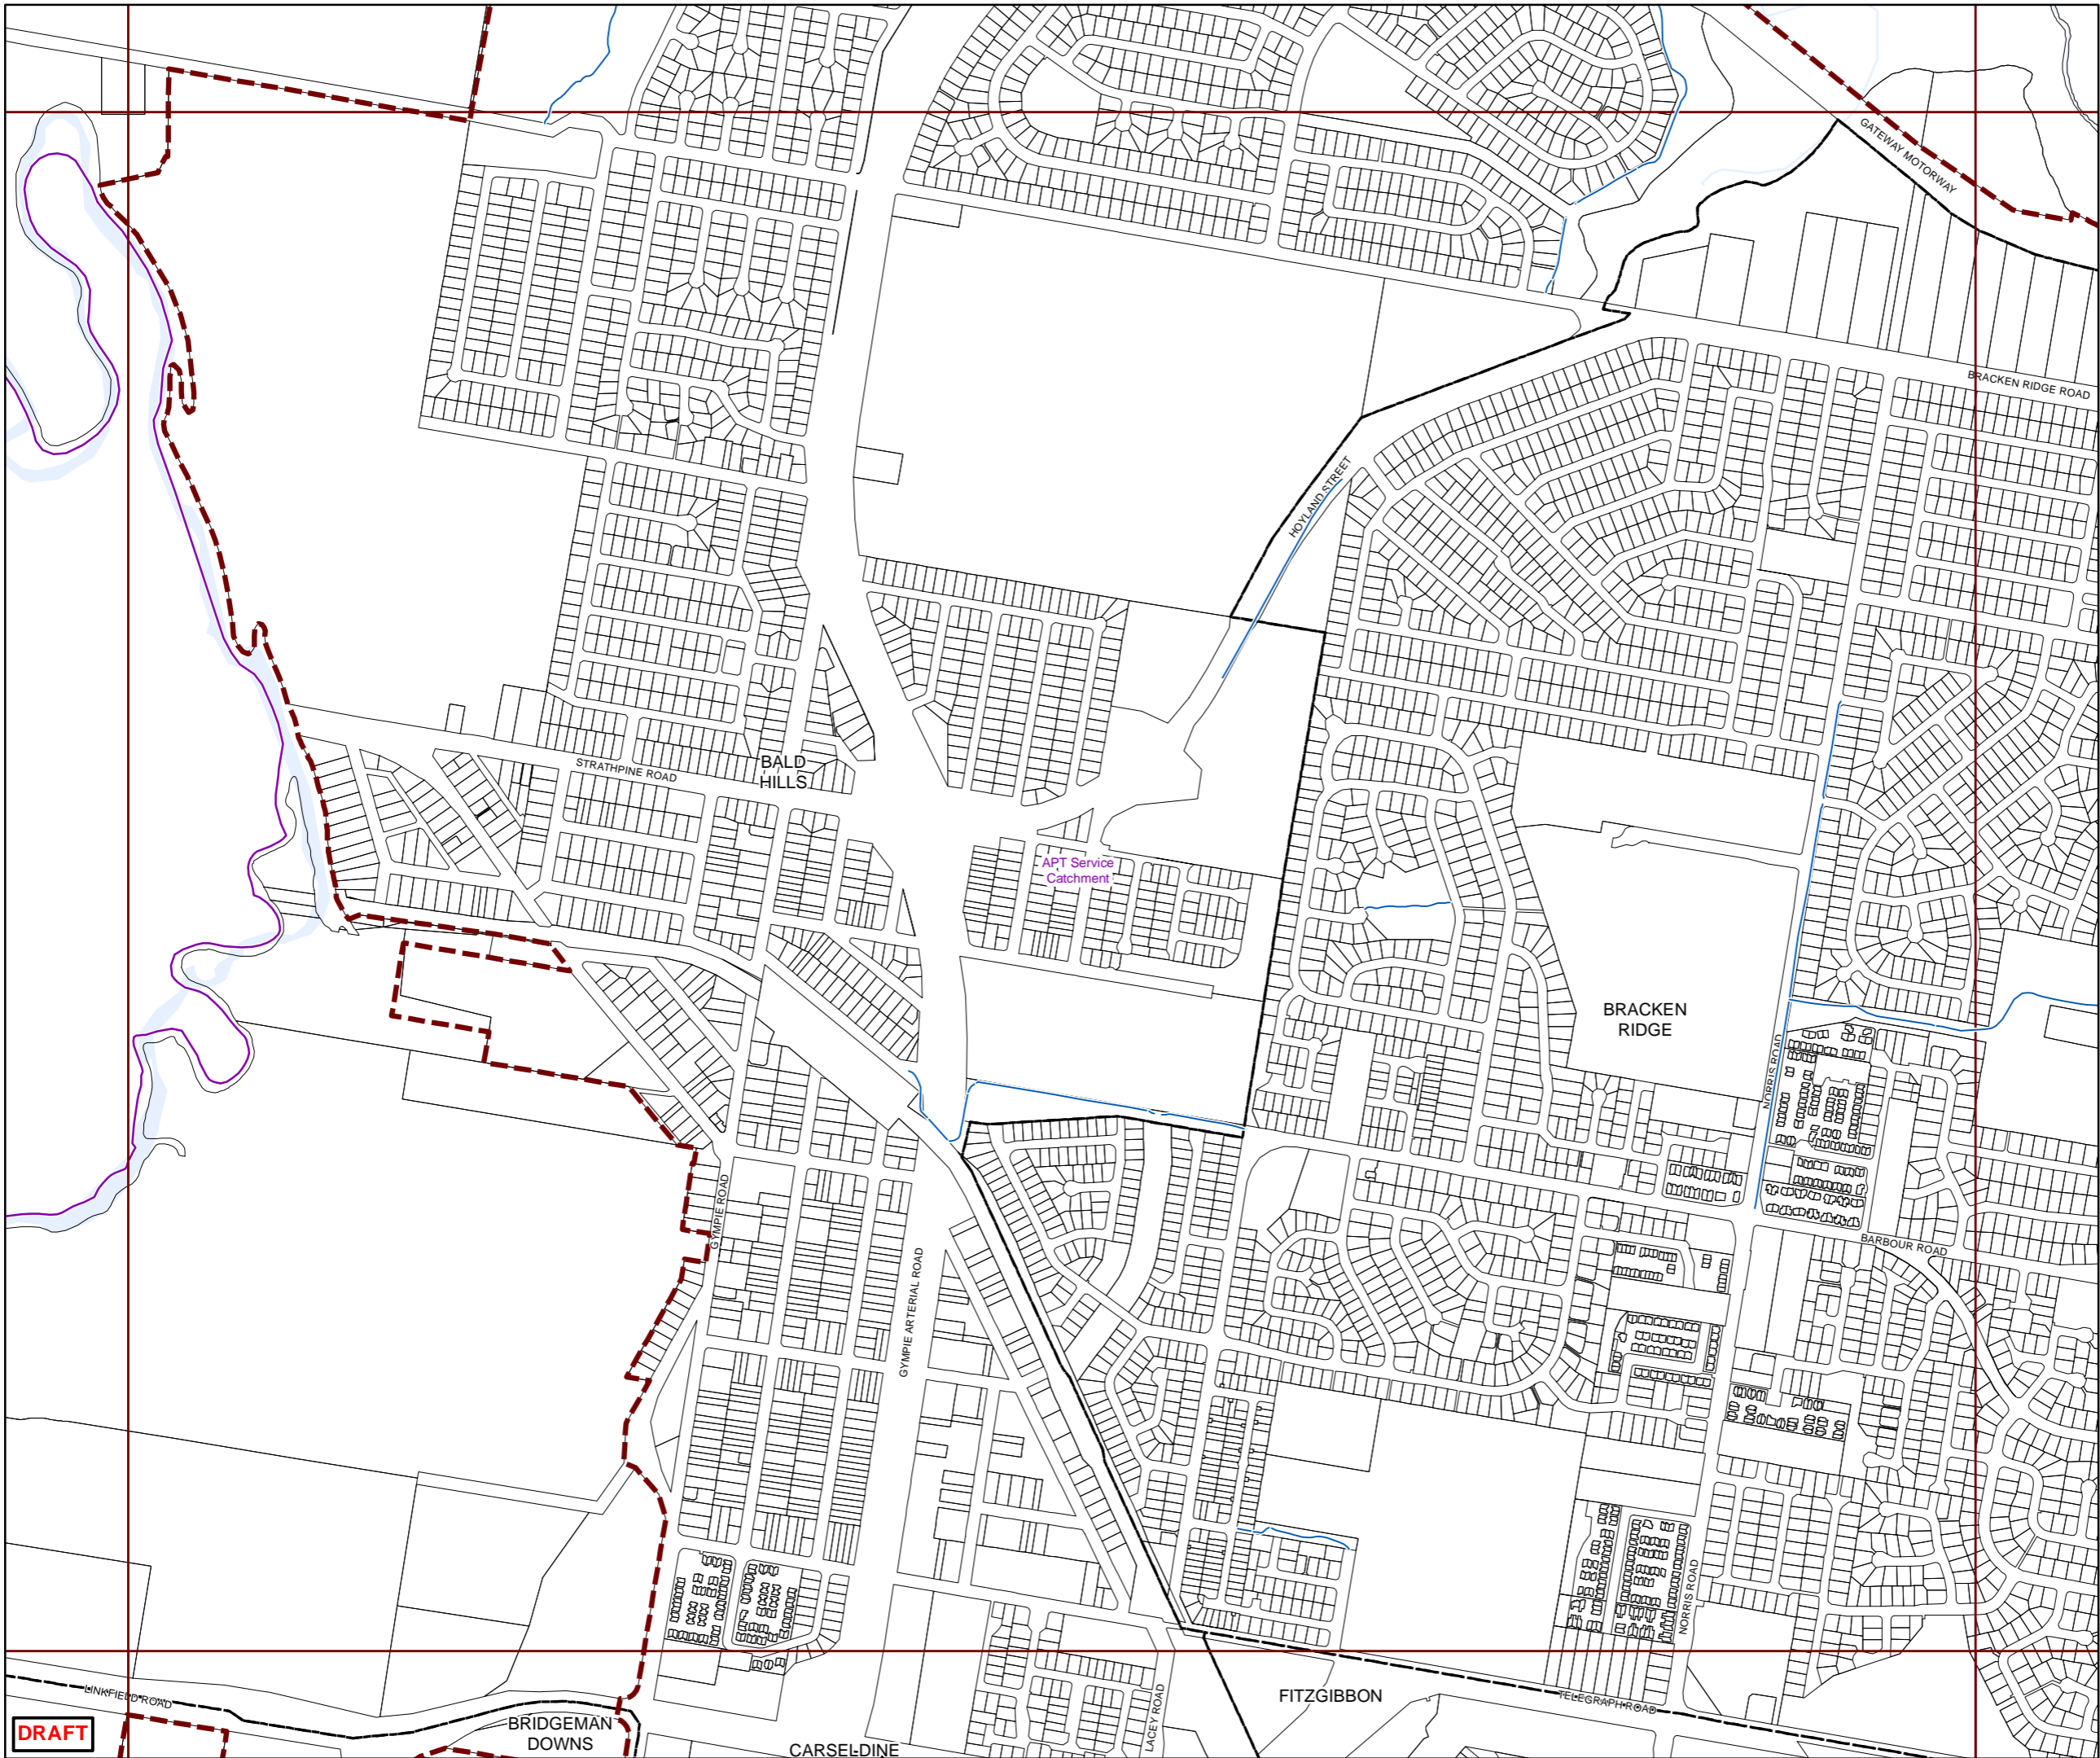 GATEWAY MOTORWAY
BRACKEN RIDGE ROAD
HOYLAND STREET
STRATHPINE ROAD
BALD
HILLS
APT Service
Catchment
BRACKEN
RIDGE
NORRIS ROAD
GYMPIE ROAD
BARBOUR ROAD
GYMPIE ARTERIAL ROAD
NORRIS ROAD
LINKFIELD ROAD
FITZGIBBON
TELEGRAPH ROAD
LACEY ROAD
DRAFT
BRIDGEMAN
DOWNS
CARSELDINE